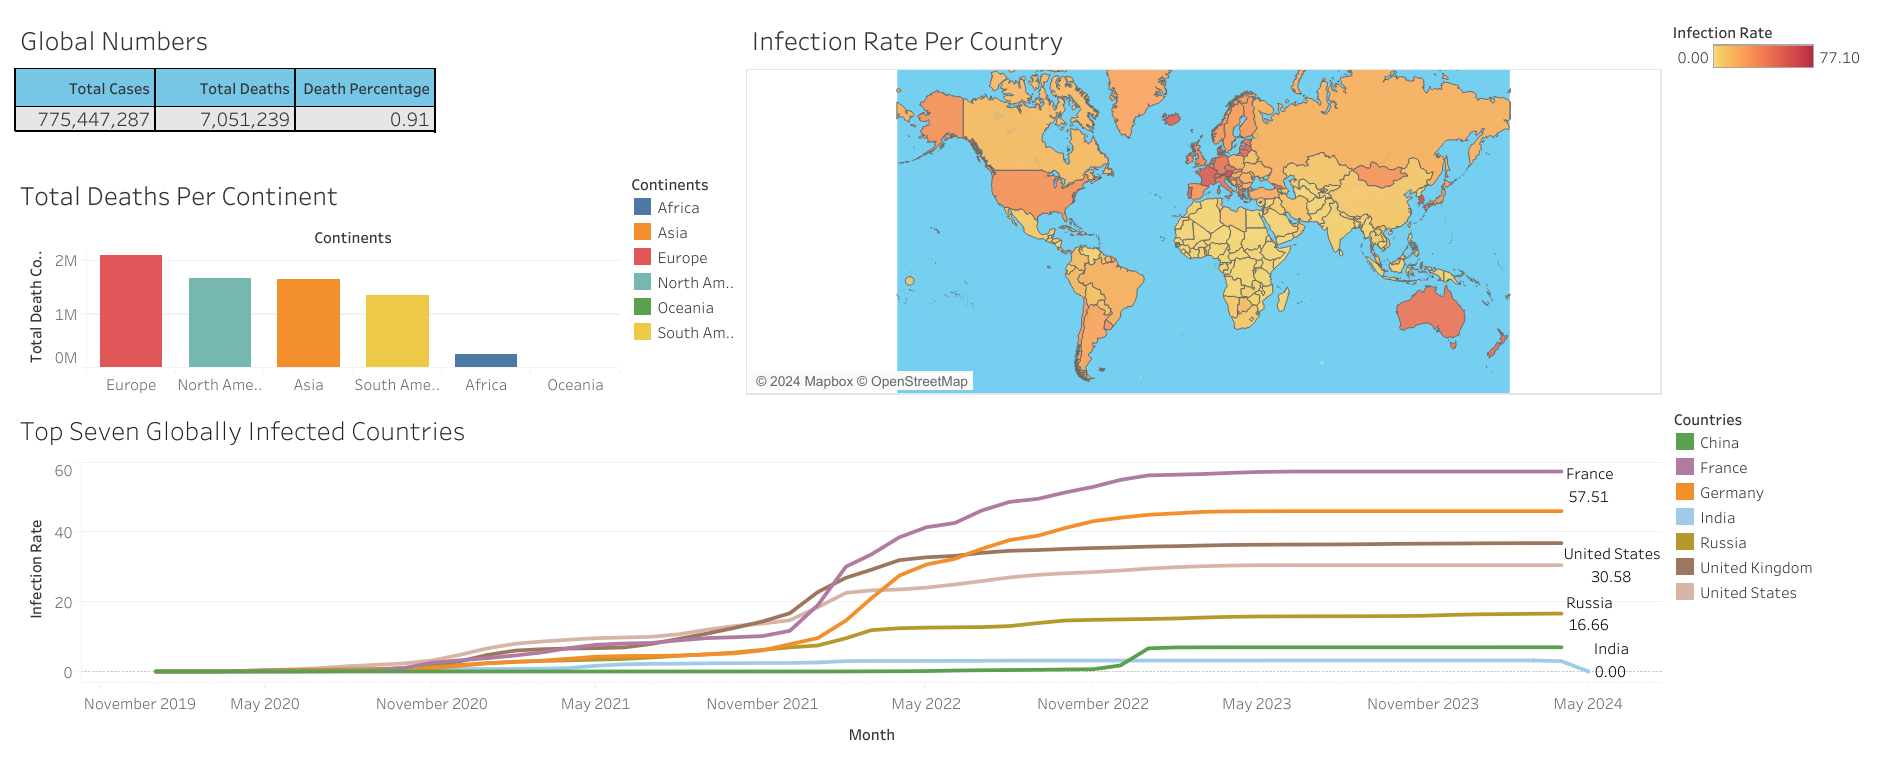 Global Numbers
Total Cases Total Deaths Death Percentage
775,447,287 7,051,239 0.91
Total Deaths Per Continent
Continents
Total Death Co..
2M
1M
0M
Europe North Ame.. Asia South Ame.. Africa Oceania
Continents
Africa
Asia
Europe
North Am..
Oceania
South Am..
Infection Rate Per Country
© 2024 Mapbox © OpenStreetMap
Infection Rate
0.00 77.10
Top Seven Globally Infected Countries
Infection Rate
60
40
20
0
France
57.51
United States
30.58
Russia
16.66
India
0.00
November 2019 May 2020 November 2020 May 2021 November 2021 May 2022 November 2022 May 2023 November 2023 May 2024
Month
Countries
China
France
Germany
India
Russia
United Kingdom
United States